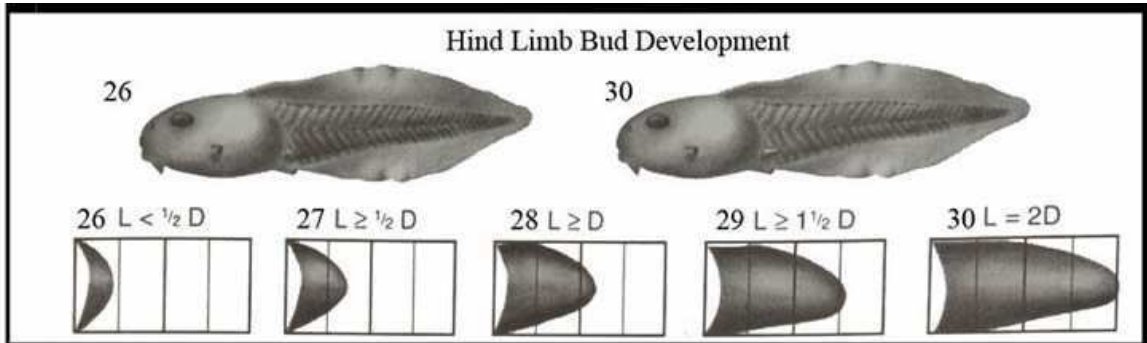 Hind Limb Bud Development
26
30
26 L < ½ D
27 L ≥ ½ D
28 L ≥ D
29 L ≥ 1½ D
30 L = 2D